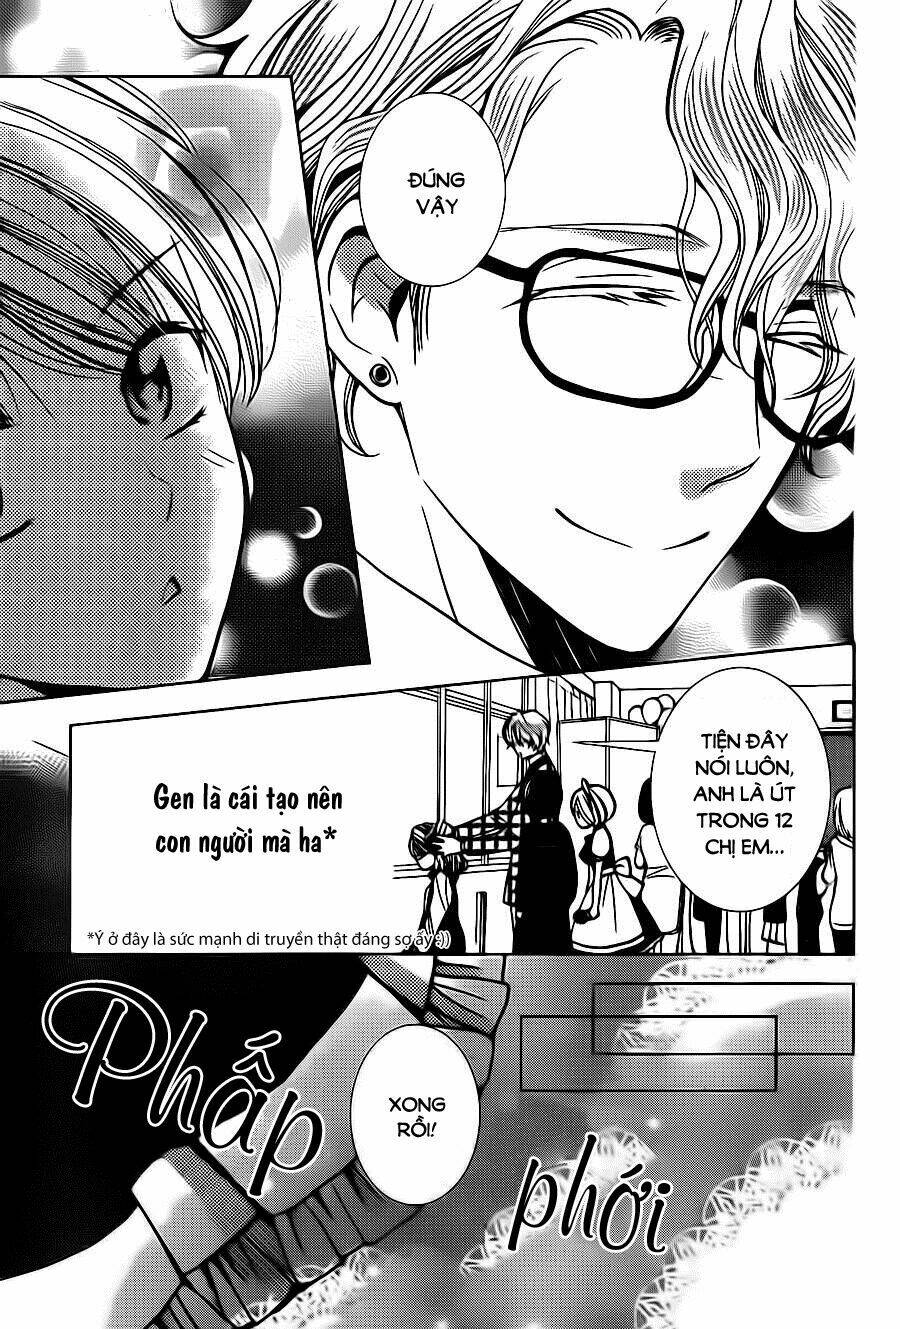 ĐỨNG
VẬY
TIỆN ĐÂY
NÓI LUÔN,
ANH LÀ ÚT
TRONG 12
CHỊ EM...
Gen là cái tạo nên
con người mà ha*
*Ý ở đây là sức mạnh di truyền thật đáng sợ ấy :))
Phấp
XONG
RỒI!
phới